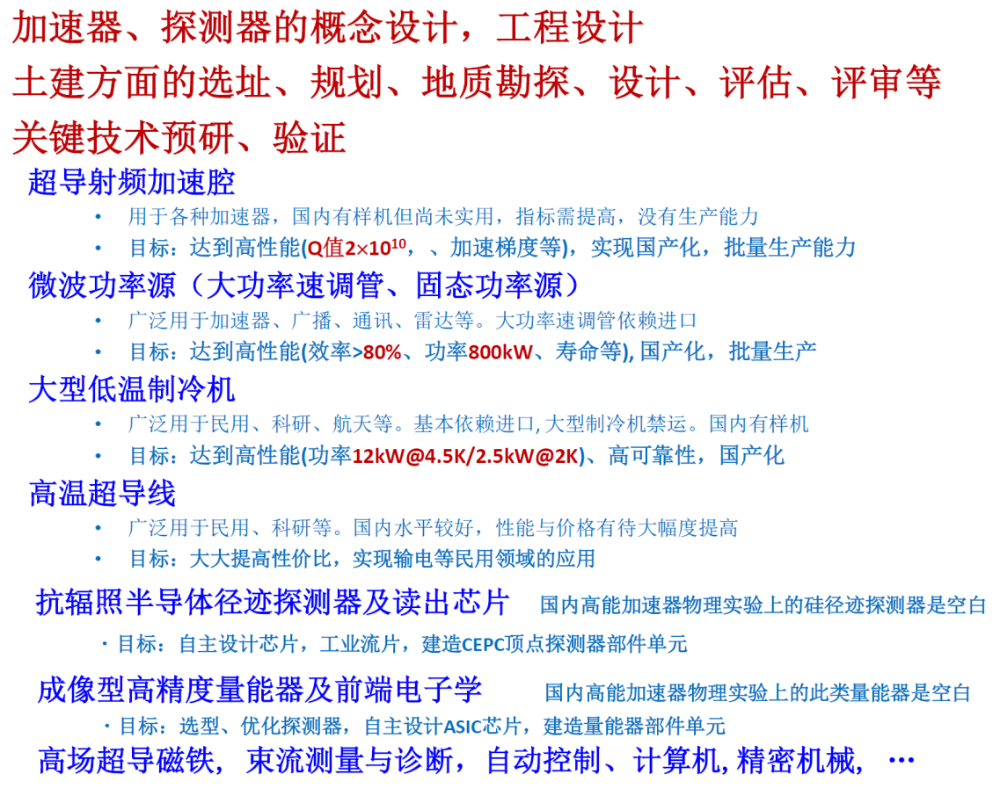 加速器、探测器的概念设计，工程设计
土建方面的选址、规划、地质勘探、设计、评估、评审等
关键技术预研、验证
超导射频加速腔
• 用于各种加速器，国内有样机但尚未实用，指标需提高，没有生产能力
• 目标：达到高性能(Q值2×10¹⁰，、加速梯度等)，实现国产化，批量生产能力
微波功率源（大功率速调管、固态功率源）
• 广泛用于加速器、广播、通讯、雷达等。大功率速调管依赖进口
• 目标：达到高性能(效率>80%、功率800kW、寿命等), 国产化，批量生产
大型低温制冷机
• 广泛用于民用、科研、航天等。基本依赖进口, 大型制冷机禁运。国内有样机
• 目标：达到高性能(功率12kW@4.5K/2.5kW@2K)、高可靠性，国产化
高温超导线
• 广泛用于民用、科研等。国内水平较好，性能与价格有待大幅度提高
• 目标：大大提高性价比，实现输电等民用领域的应用
抗辐照半导体径迹探测器及读出芯片 国内高能加速器物理实验上的硅径迹探测器是空白
• 目标：自主设计芯片，工业流片，建造CEPC顶点探测器部件单元
成像型高精度量能器及前端电子学 国内高能加速器物理实验上的此类量能器是空白
• 目标：选型、优化探测器，自主设计ASIC芯片，建造量能器部件单元
高场超导磁铁, 束流测量与诊断，自动控制、计算机, 精密机械, …